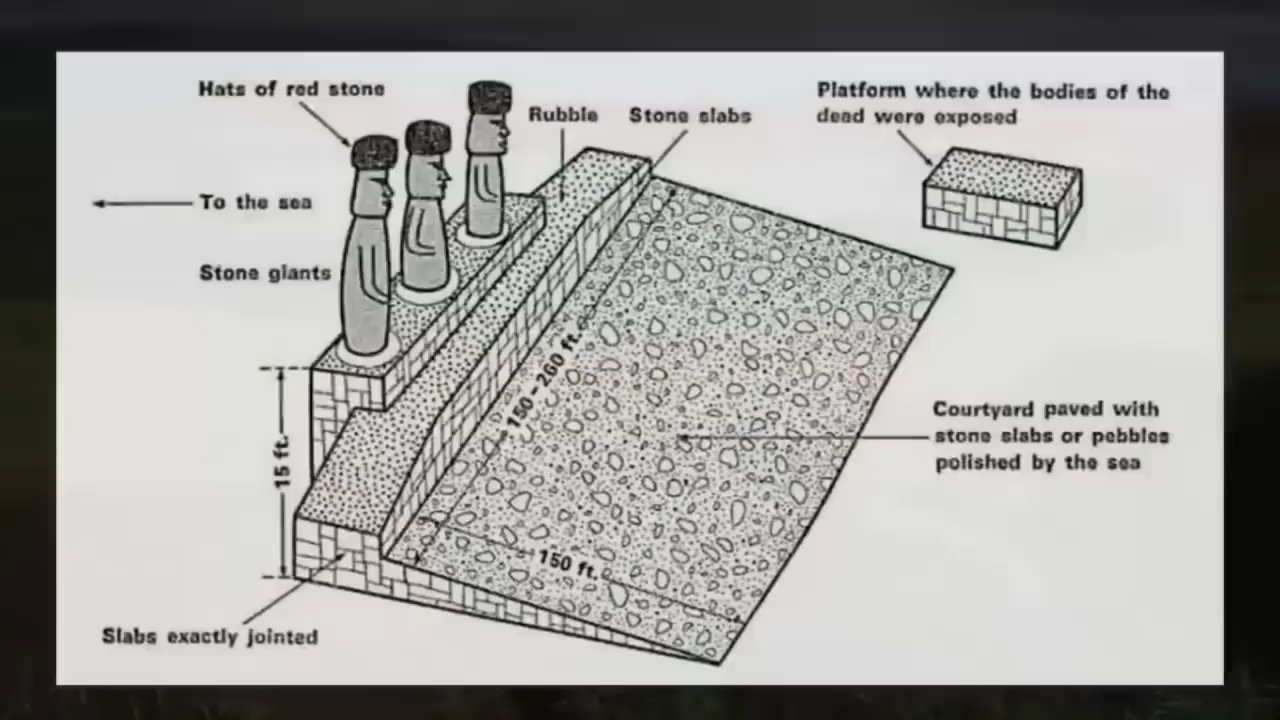 Hats of red stone
Rubble
Stone slabs
Platform where the bodies of the
dead were exposed
To the sea
Stone giants
150 - 260 ft.
15 ft.
Courtyard paved with
stone slabs or pebbles
polished by the sea
150 ft.
Slabs exactly jointed